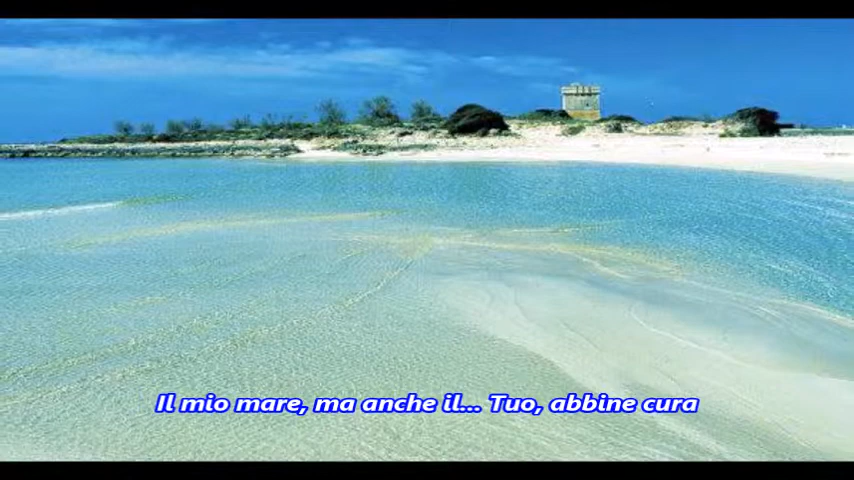 Il mio mare, ma anche il... Tuo, abbine cura